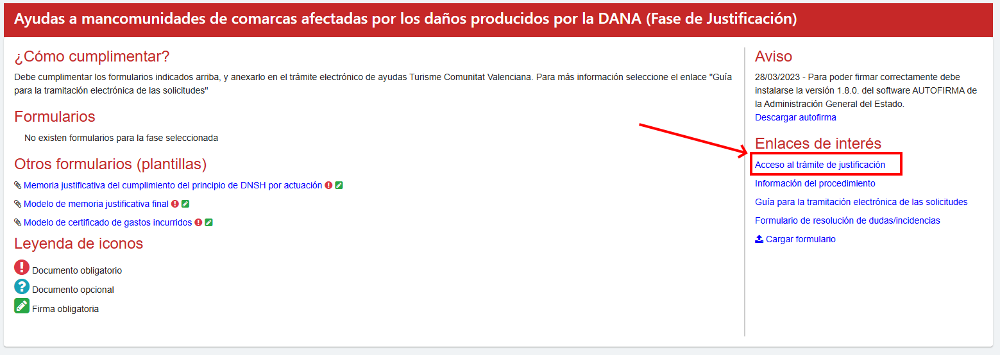 Ayudas a mancomunidades de comarcas afectadas por los daños producidos por la DANA (Fase de Justificación)
¿Cómo cumplimentar?
Debe cumplimentar los formularios indicados arriba, y anexarlo en el trámite electrónico de ayudas Turisme Comunitat Valenciana. Para más información seleccione el enlace "Guía
para la tramitación electrónica de las solicitudes"
Formularios
No existen formularios para la fase seleccionada
Otros formularios (plantillas)
Memoria justificativa del cumplimiento del principio de DNSH por actuación
Modelo de memoria justificativa final
Modelo de certificado de gastos incurridos
Leyenda de iconos
Documento obligatorio
Documento opcional
Firma obligatoria
Aviso
28/03/2023 - Para poder firmar correctamente debe
instalarse la versión 1.8.0. del software AUTOFIRMA de
la Administración General del Estado.
Descargar autofirma
Enlaces de interés
Acceso al trámite de justificación
Información del procedimiento
Guía para la tramitación electrónica de las solicitudes
Formulario de resolución de dudas/incidencias
Cargar formulario